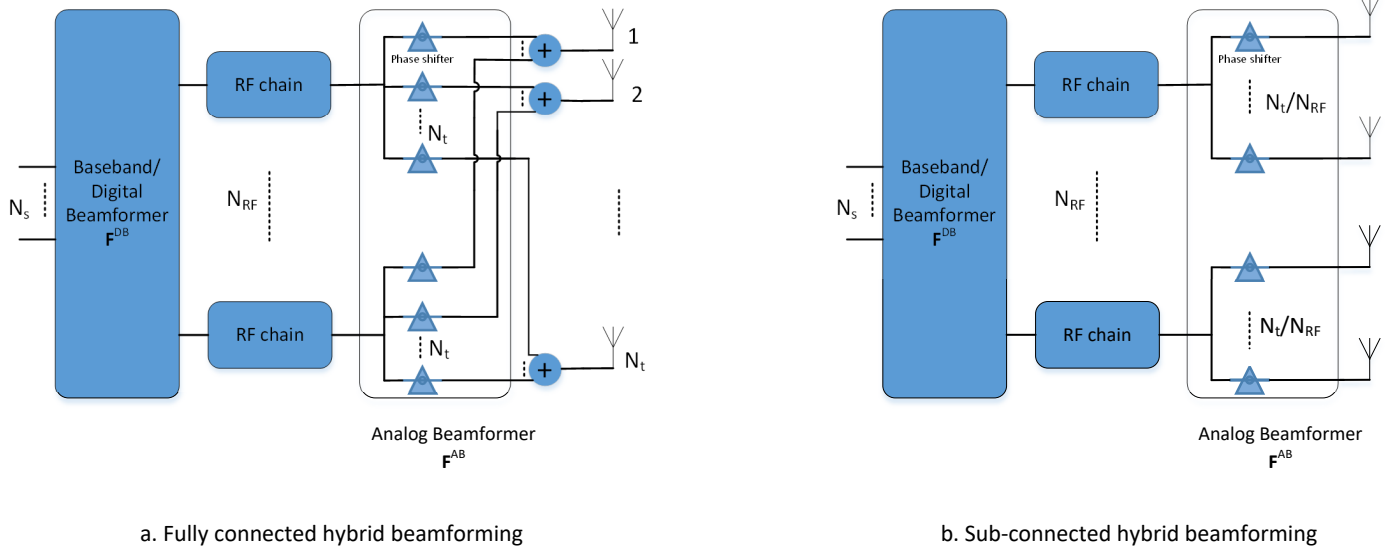 Baseband/
Digital
Beamformer
F^DB
N_s
RF chain
N_RF
RF chain
Phase shifter
N_t
N_t
+
+
+
1
2
N_t
Analog Beamformer
F^AB
a. Fully connected hybrid beamforming
Baseband/
Digital
Beamformer
F^DB
N_s
RF chain
N_RF
RF chain
Phase shifter
N_t/N_RF
N_t/N_RF
Analog Beamformer
F^AB
b. Sub-connected hybrid beamforming